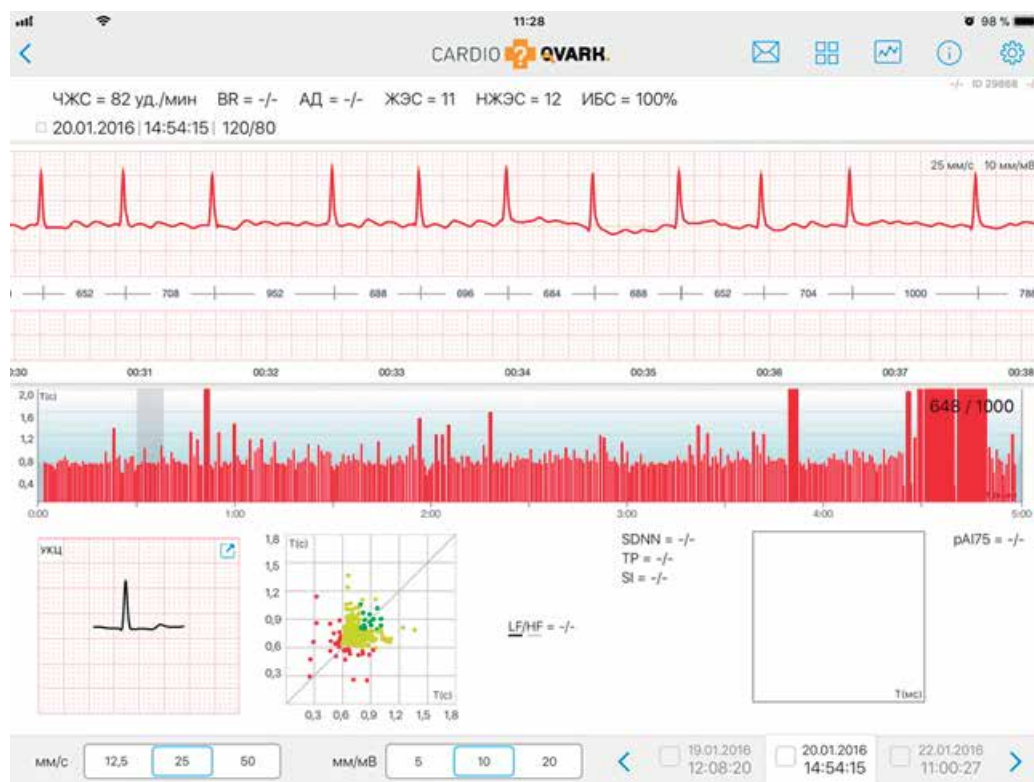 11:28
98 %
CARDIO ? QVARK.
ЧЖС = 82 уд./мин BR = -/- АД = -/- ЖЭС = 11 НЖЭС = 12 ИБС = 100%
-/- ID 29868
20.01.2016 | 14:54:15 | 120/80
25 мм/с 10 мм/мВ
652 708 952 688 696 684 688 652 704 1000 788
:30 00:31 00:32 00:33 00:34 00:35 00:36 00:37 00:38
2,0 T(c)
648 / 1000
1,6
1,2
0,8
0,4
0:00 1:00 2:00 3:00 4:00 5:00
УКЦ
1,8 T(c)
1,5
1,2
0,9
0,6
0,3
T(c)
0,3 0,6 0,9 1,2 1,5 1,8
LF/HF = -/-
SDNN = -/-
TP = -/-
SI = -/-
T(мс)
pAI75 = -/-
мм/с 12,5 25 50
мм/мВ 5 10 20
19.01.2016
12:08:20
20.01.2016
14:54:15
22.01.2016
11:00:27